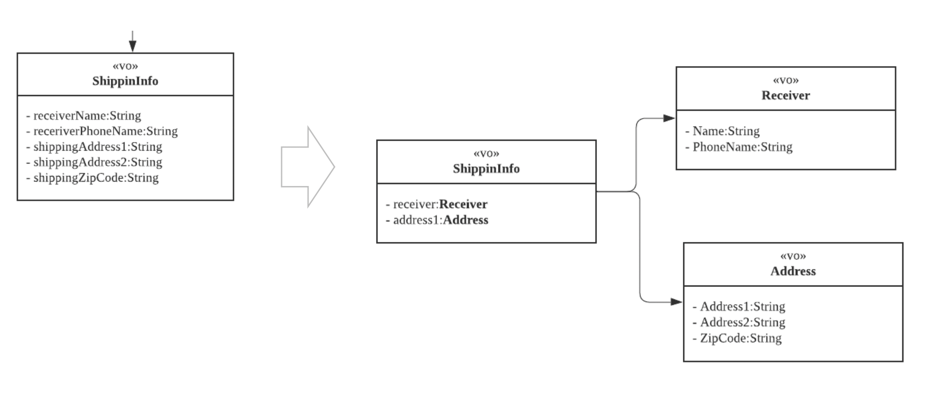 «vo»
ShippinInfo
- receiverName:String
- receriverPhoneName:String
- shippingAddress1:String
- shippingAddress2:String
- shippingZipCode:String
«vo»
ShippinInfo
- receiver:Receiver
- address1:Address
«vo»
Receiver
- Name:String
- PhoneName:String
«vo»
Address
- Address1:String
- Address2:String
- ZipCode:String